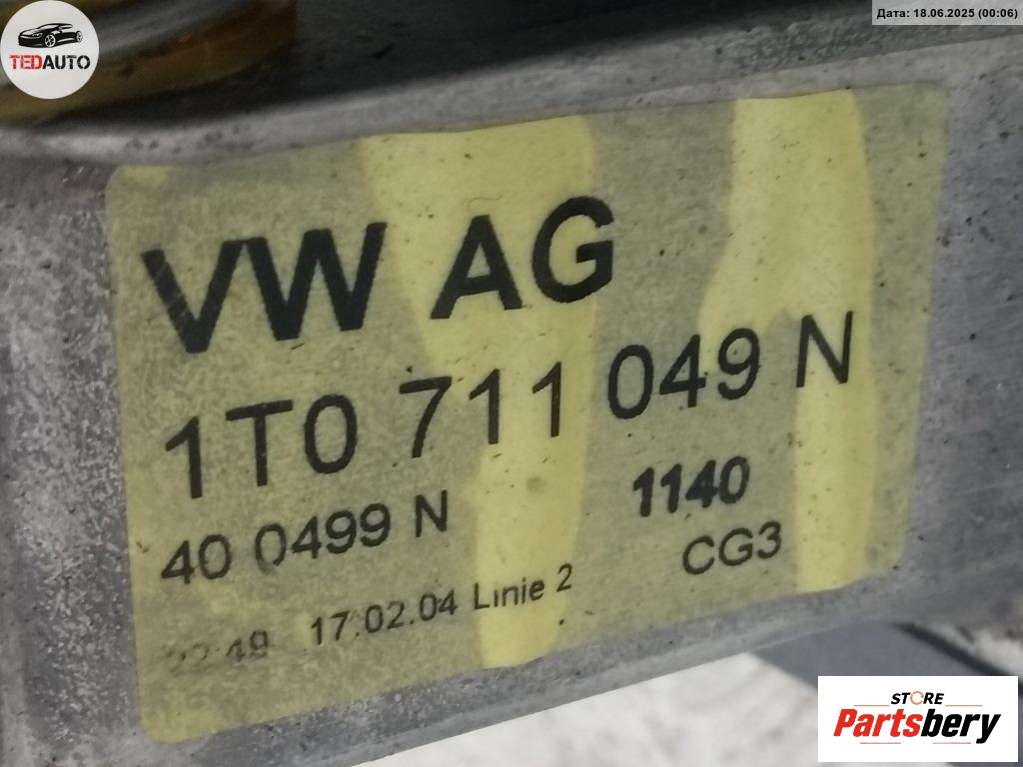 TEDAUTO
Дата: 18.06.2025 (00:06)
VW AG
1T0 711 049 N
40 0499 N
1140
CG3
17.02.04 Linie 2
STORE
Partsbery